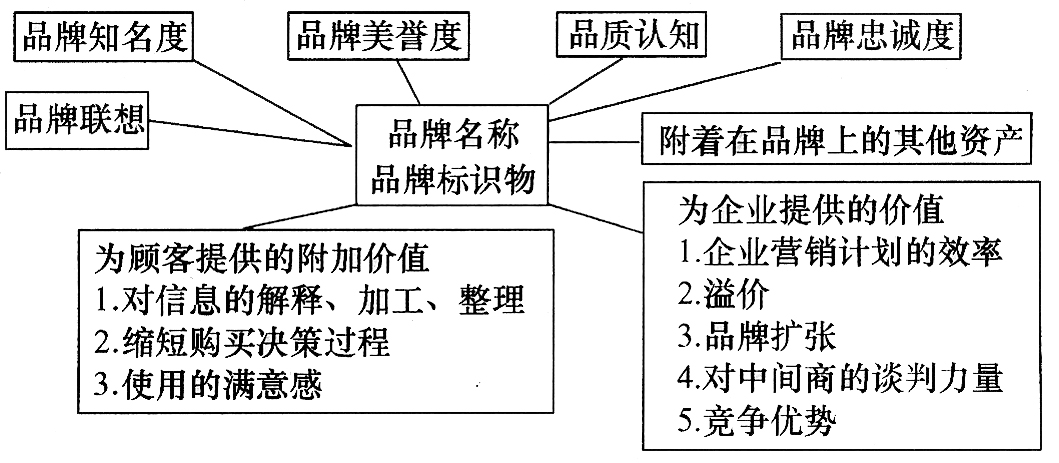 品牌知名度
品牌美誉度
品质认知
品牌忠诚度
品牌联想
品牌名称
品牌标识物
附着在品牌上的其他资产
为顾客提供的附加价值
1.对信息的解释、加工、整理
2.缩短购买决策过程
3.使用的满意感
为企业提供的价值
1.企业营销计划的效率
2.溢价
3.品牌扩张
4.对中间商的谈判力量
5.竞争优势